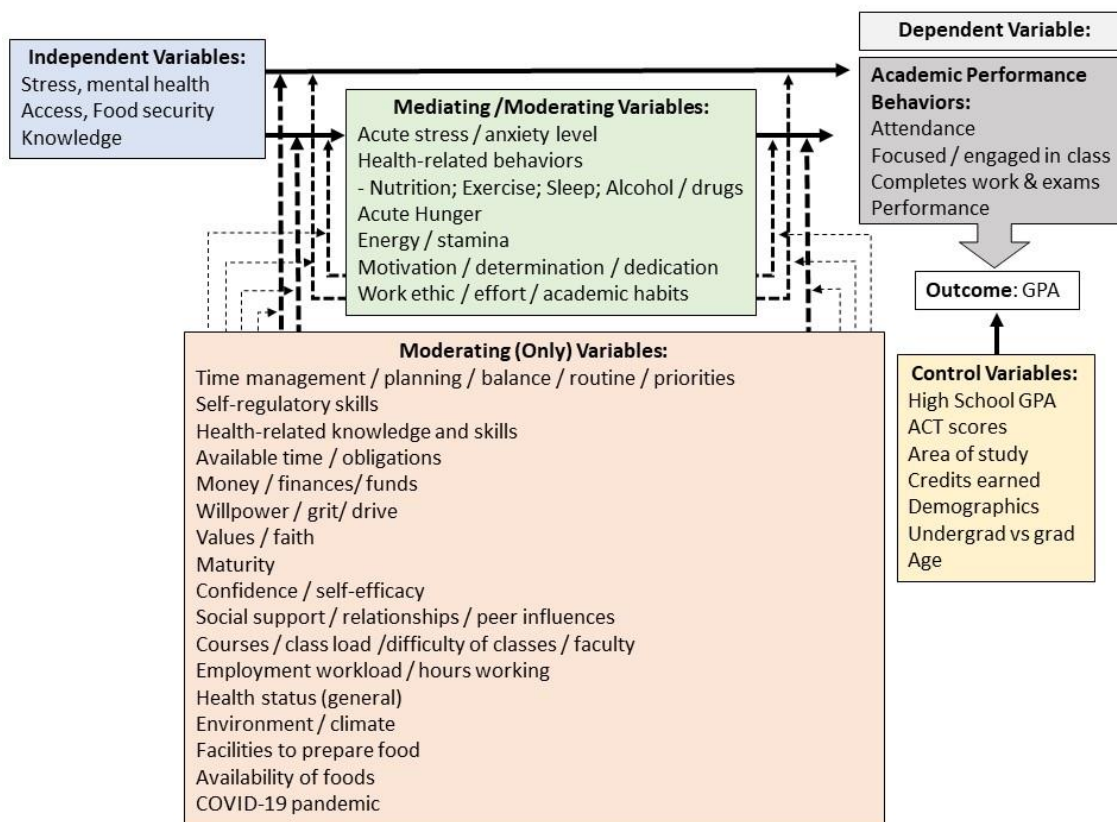 Independent Variables:
Stress, mental health
Access, Food security
Knowledge
Mediating /Moderating Variables:
Acute stress / anxiety level
Health-related behaviors
- Nutrition; Exercise; Sleep; Alcohol / drugs
Acute Hunger
Energy / stamina
Motivation / determination / dedication
Work ethic / effort / academic habits
Dependent Variable:
Academic Performance
Behaviors:
Attendance
Focused / engaged in class
Completes work & exams
Performance
Outcome: GPA
Control Variables:
High School GPA
ACT scores
Area of study
Credits earned
Demographics
Undergrad vs grad
Age
Moderating (Only) Variables:
Time management / planning / balance / routine / priorities
Self-regulatory skills
Health-related knowledge and skills
Available time / obligations
Money / finances/ funds
Willpower / grit/ drive
Values / faith
Maturity
Confidence / self-efficacy
Social support / relationships / peer influences
Courses / class load /difficulty of classes / faculty
Employment workload / hours working
Health status (general)
Environment / climate
Facilities to prepare food
Availability of foods
COVID-19 pandemic